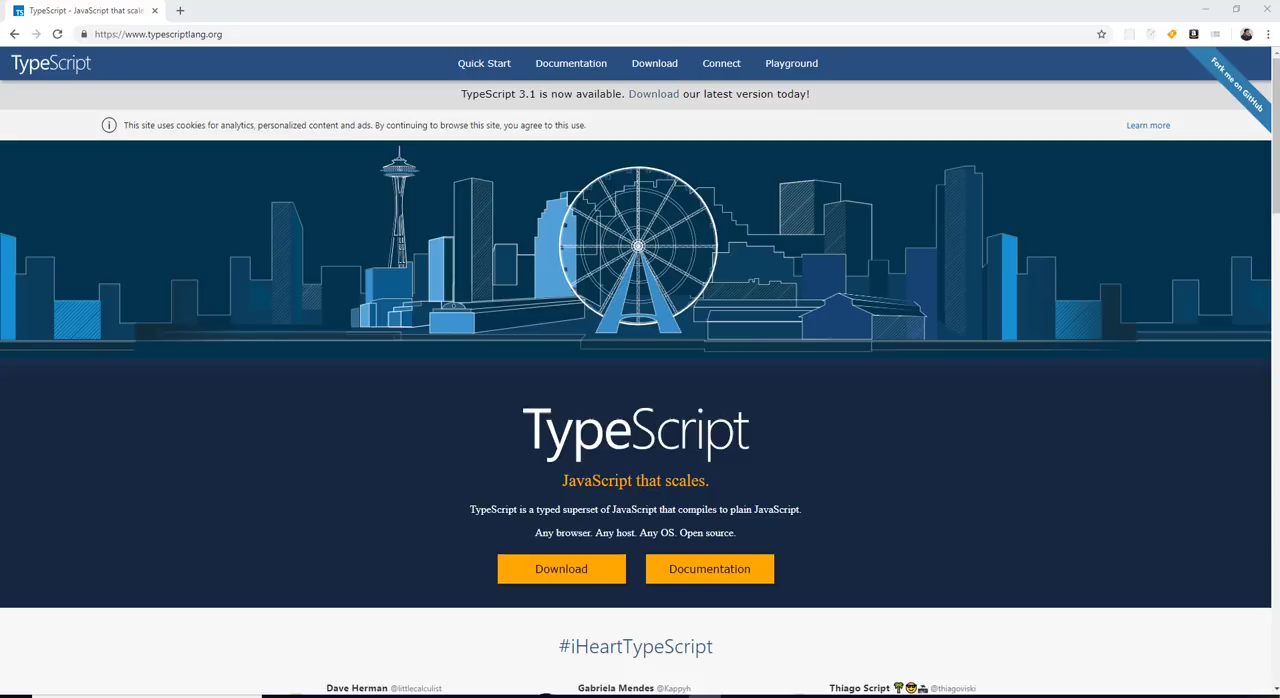 TS TypeScript - JavaScript that scale
https://www.typescriptlang.org
TypeScript
Quick Start Documentation Download Connect Playground
Fork me on GitHub
TypeScript 3.1 is now available. Download our latest version today!
This site uses cookies for analytics, personalized content and ads. By continuing to browse this site, you agree to this use.
Learn more
TypeScript
JavaScript that scales.
TypeScript is a typed superset of JavaScript that compiles to plain JavaScript.
Any browser. Any host. Any OS. Open source.
Download Documentation
#iHeartTypeScript
Dave Herman @littlecalculist
Gabriela Mendes @Kappyh
Thiago Script 🌳😎☕ @thiagoviski